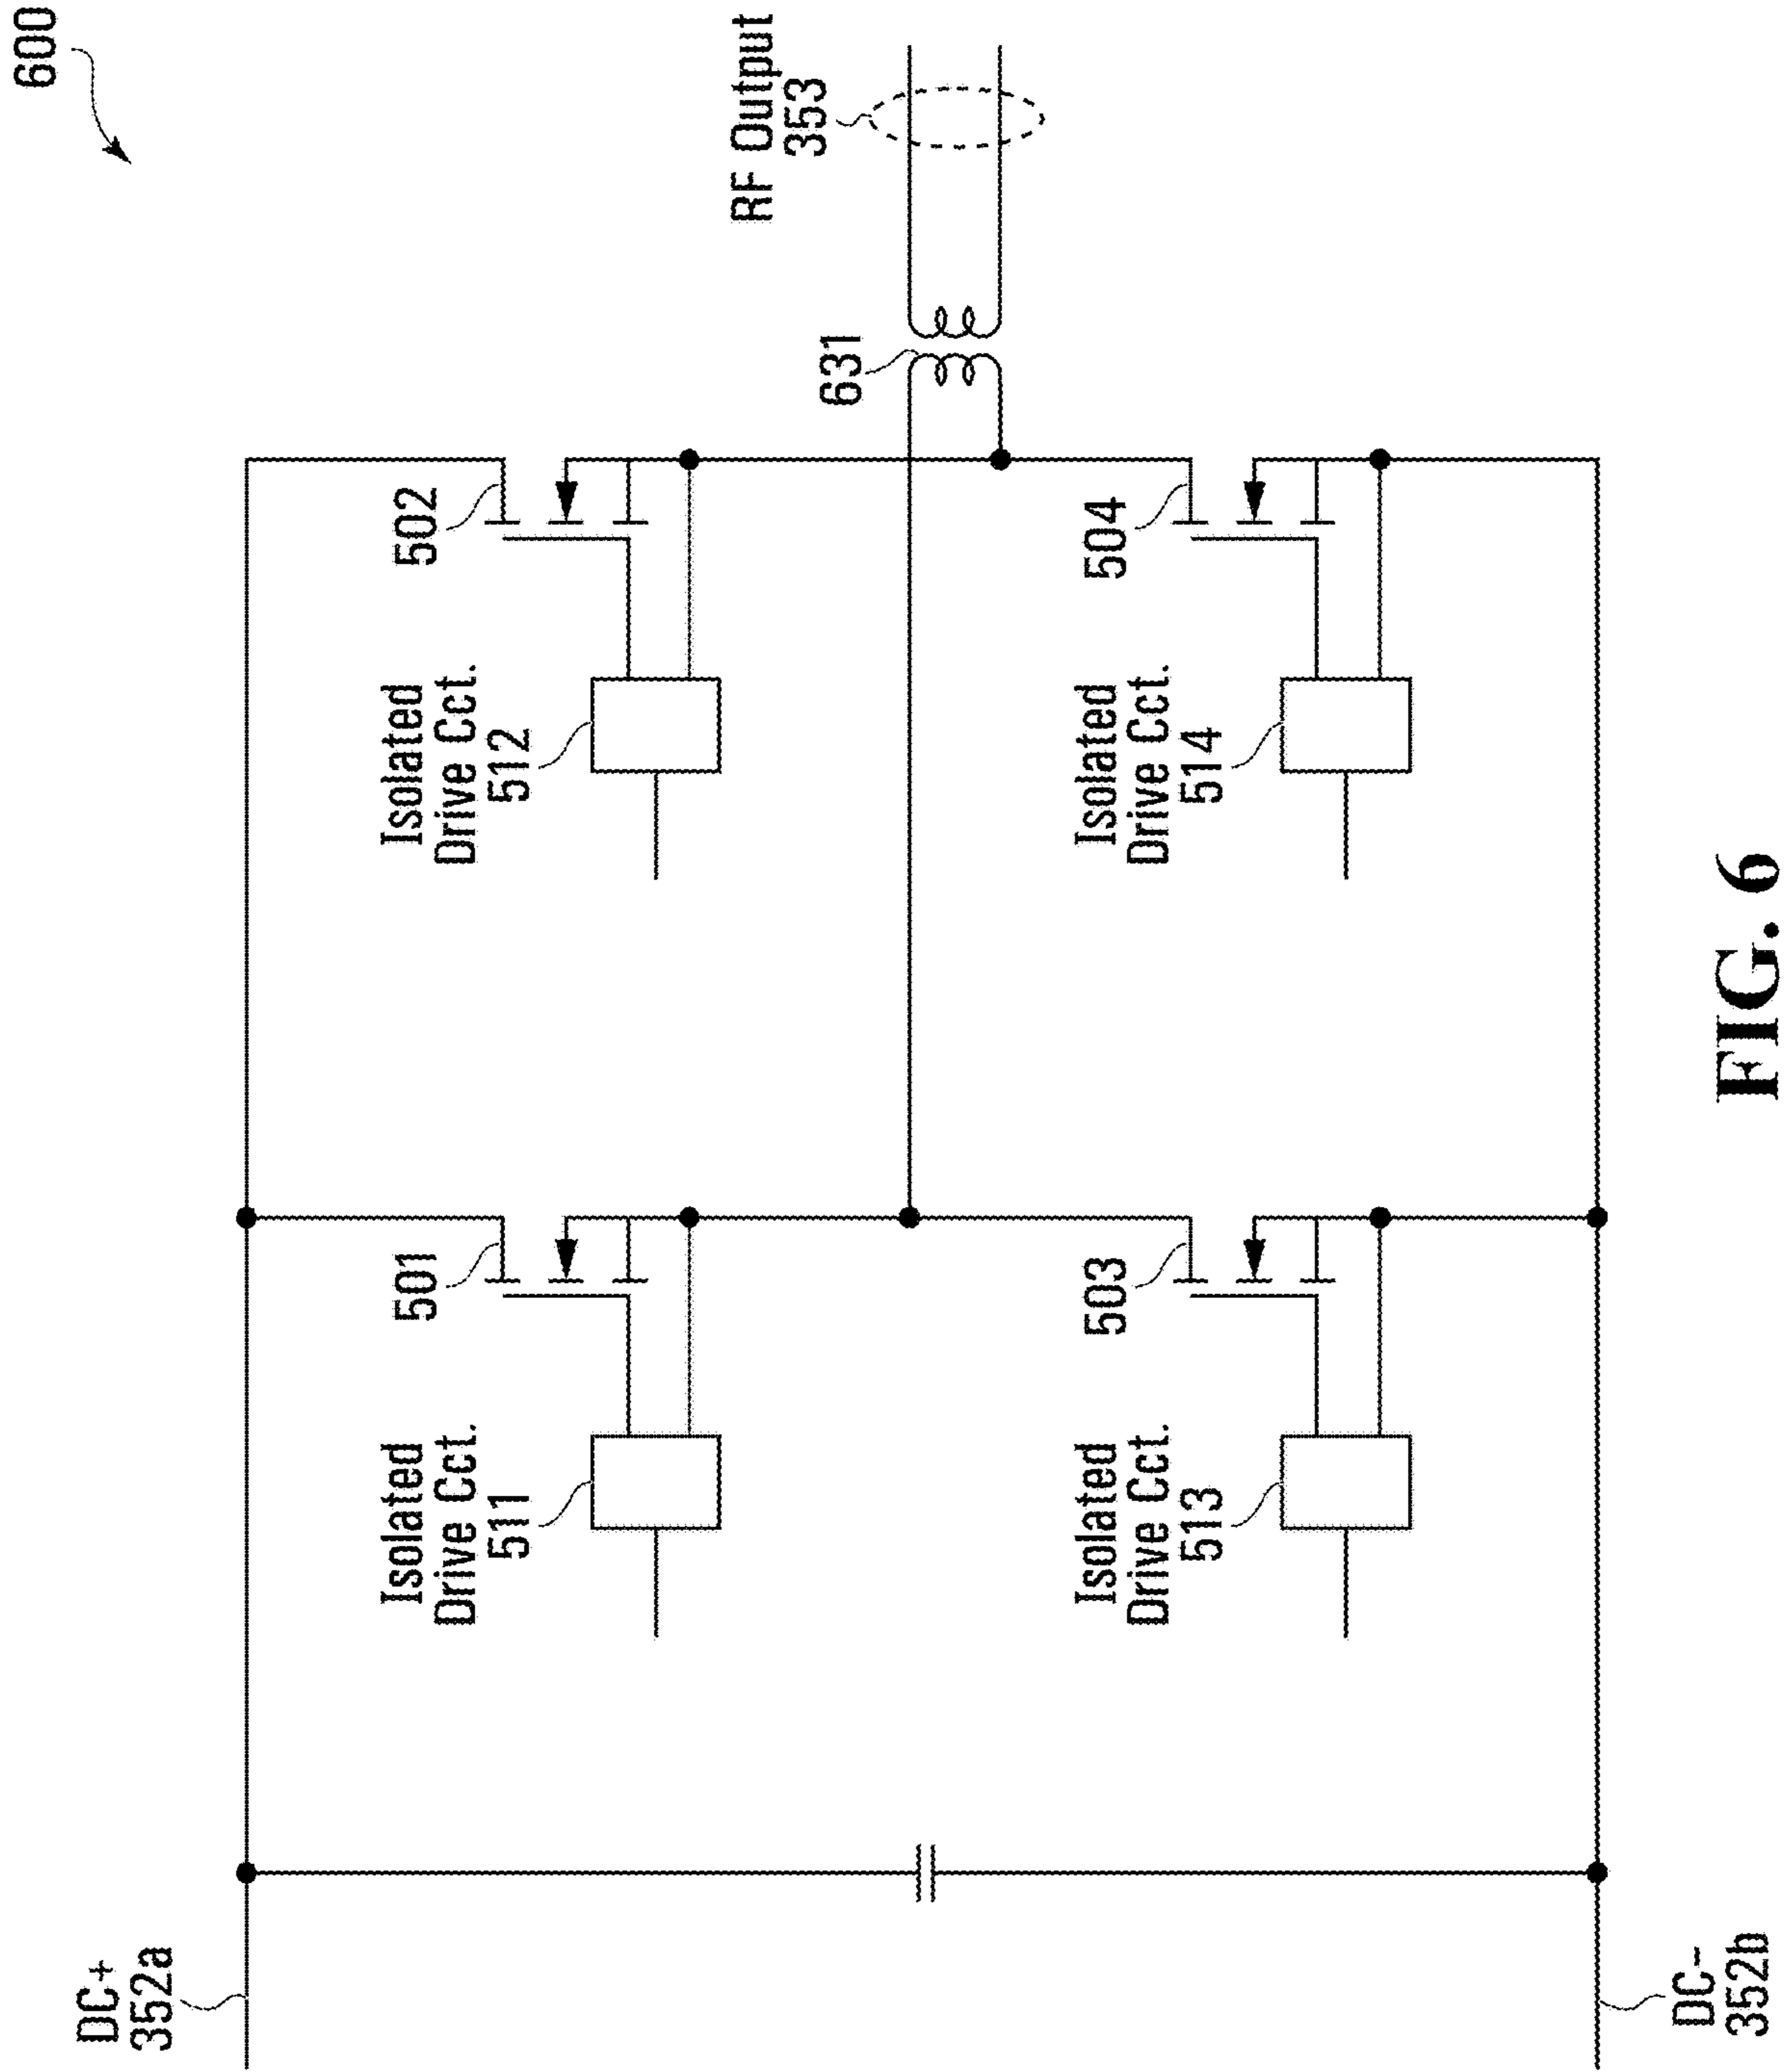 600
DC+
352a
Isolated
Drive Cct.
511
501
Isolated
Drive Cct.
512
502
631
RF Output
353
Isolated
Drive Cct.
513
503
Isolated
Drive Cct.
514
504
DC-
352b
FIG. 6